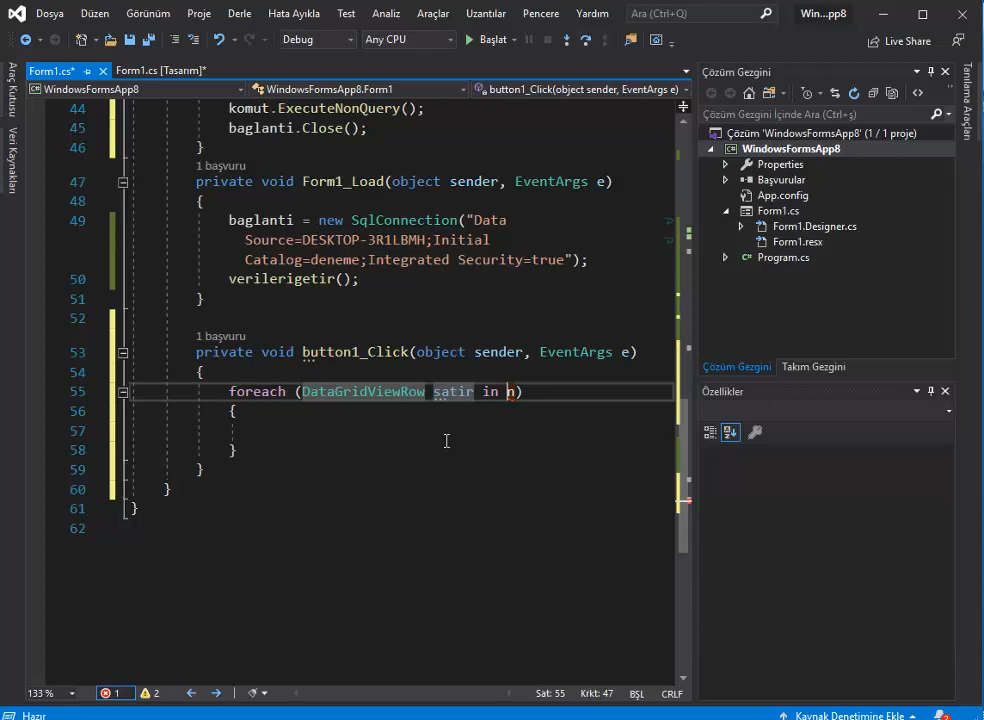 Dosya Düzen Görünüm Proje Derle Hata Ayıkla Test Analiz Araçlar Uzantılar Pencere Yardım Ara (Ctrl+Q) Win...pp8
Debug Any CPU Başlat Live Share
Form1.cs* Form1.cs [Tasarım]*
WindowsFormsApp8 WindowsFormsApp8.Form1 button1_Click(object sender, EventArgs e)
Araç Kutusu
Veri Kaynakları
44 komut.ExecuteNonQuery();
45 baglanti.Close();
46 }
1 başvuru
47 private void Form1_Load(object sender, EventArgs e)
48 {
49 baglanti = new SqlConnection("Data
Source=DESKTOP-3R1LBMH;Initial
Catalog=deneme;Integrated Security=true");
50 verilerigetir();
51 }
52
1 başvuru
53 private void button1_Click(object sender, EventArgs e)
54 {
55 foreach (DataGridViewRow satir in n)
56 {
57
58 }
59 }
60 }
61 }
62
133 % 1 2 Sat: 55 Krkt: 47 BŞL CRLF
Çözüm Gezgini
Çözüm Gezgini İçinde Ara (Ctrl+ş)
Çözüm 'WindowsFormsApp8' (1 / 1 proje)
WindowsFormsApp8
Properties
Başvurular
App.config
Form1.cs
Form1.Designer.cs
Form1.resx
Program.cs
Çözüm Gezgini Takım Gezgini
Özellikler
Tanılama Araçları
Hazır Kaynak Denetimine Ekle 2